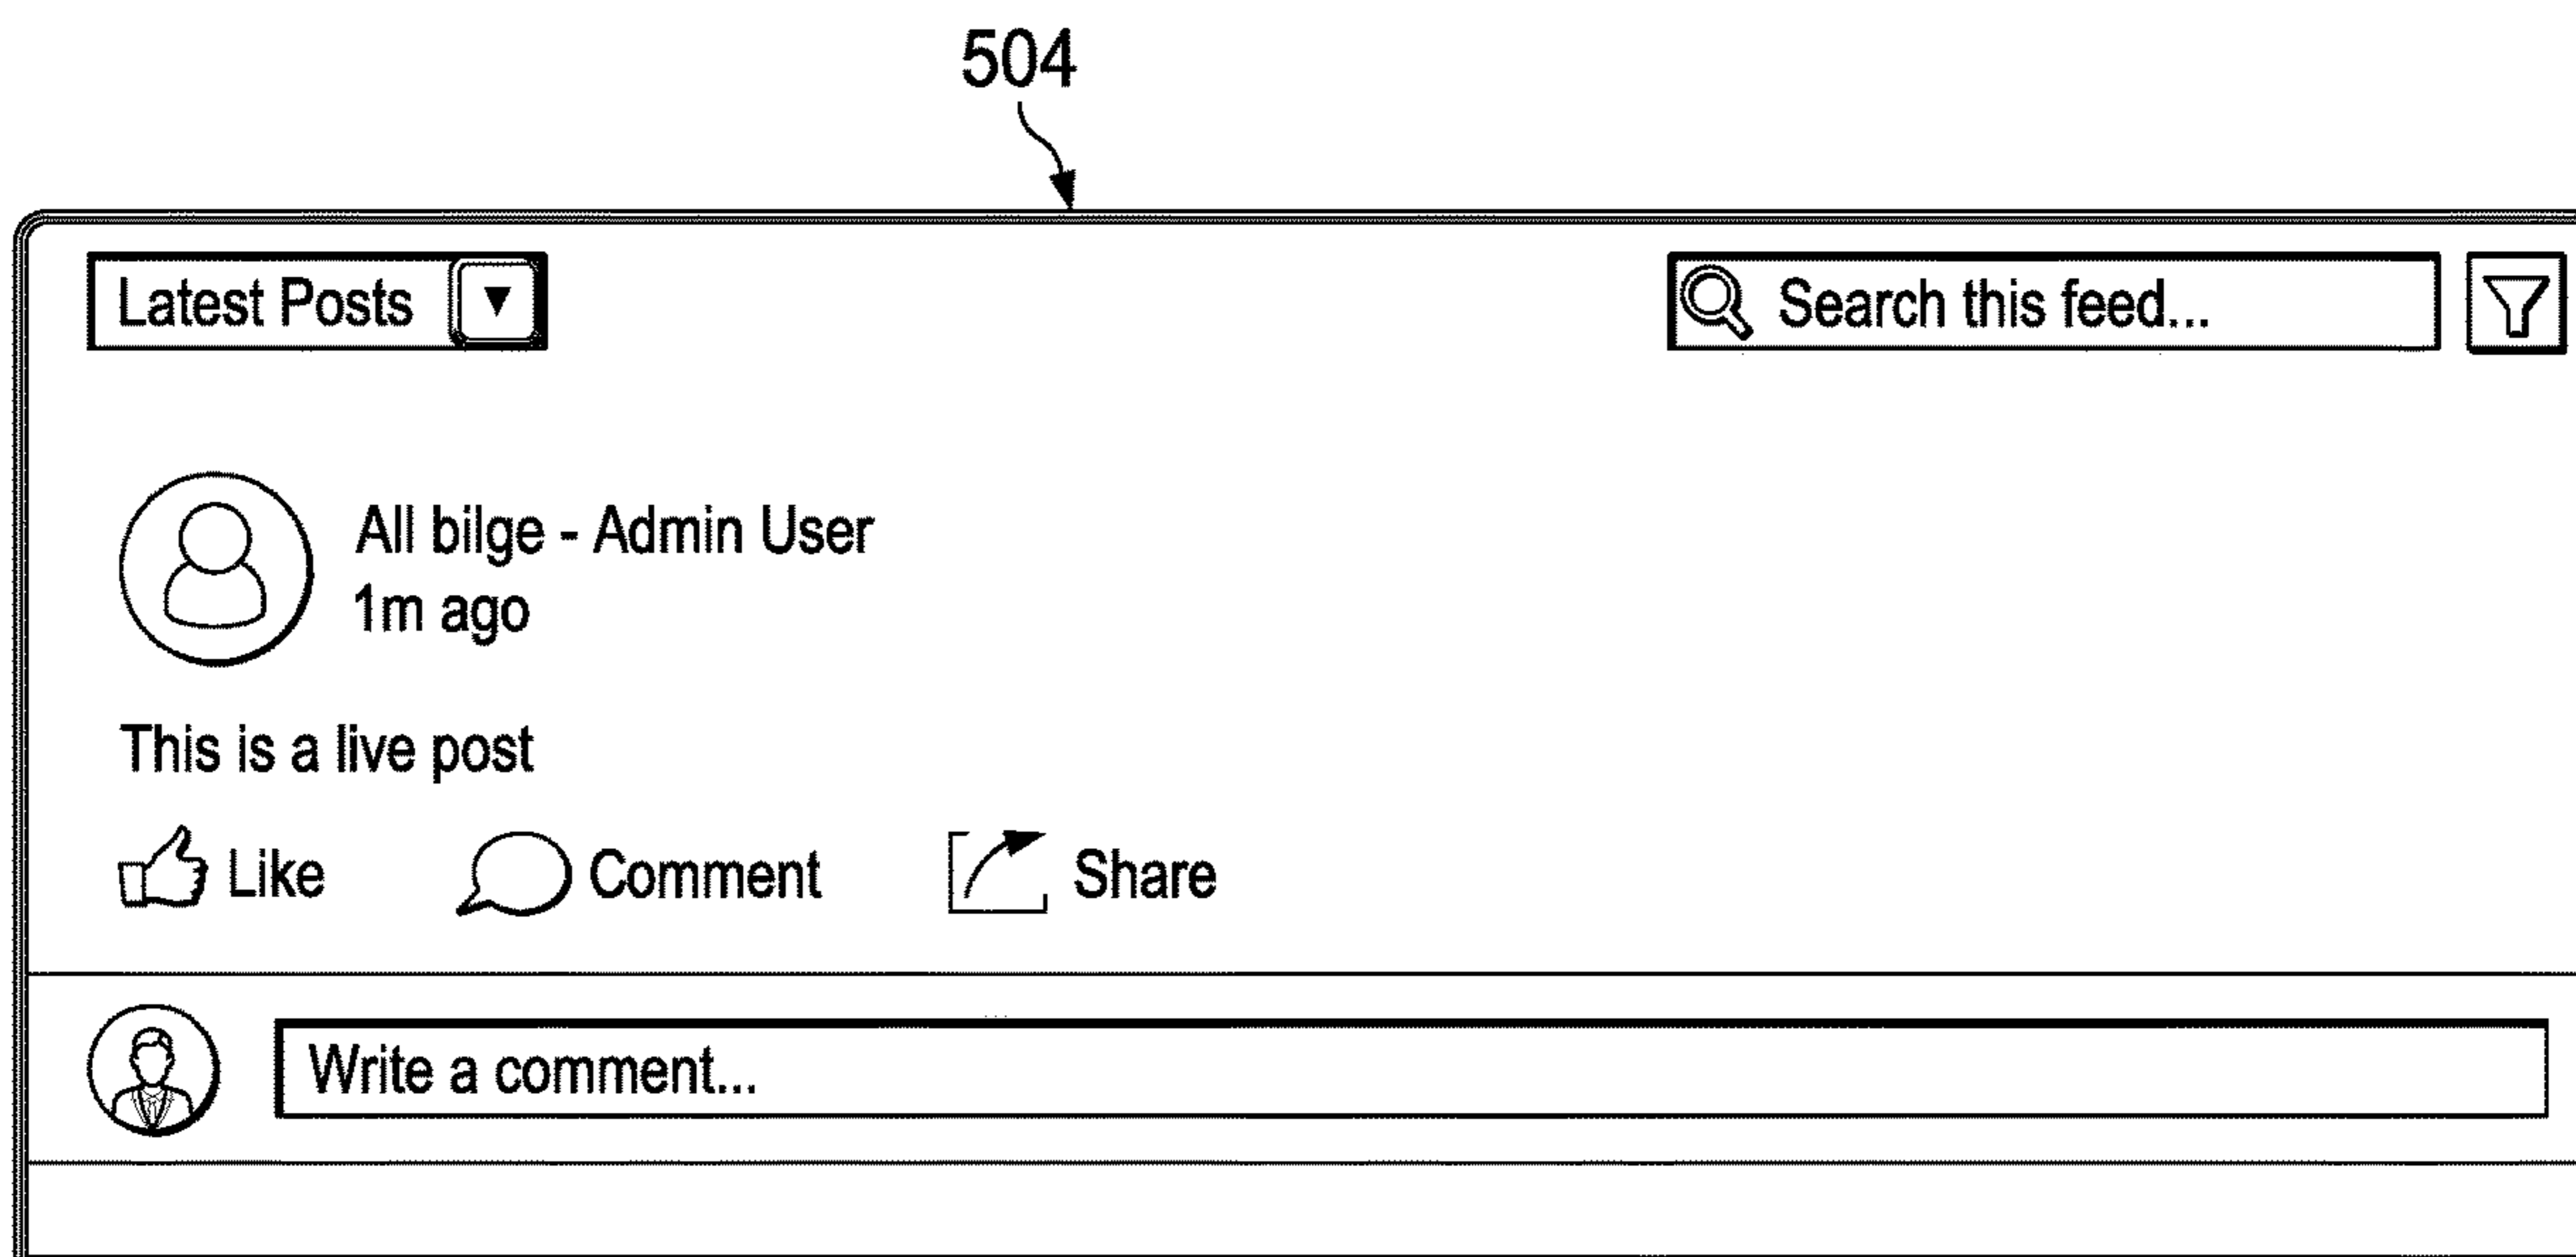 504
Latest Posts
Search this feed...
All bilge - Admin User
1m ago
This is a live post
Like Comment Share
Write a comment...